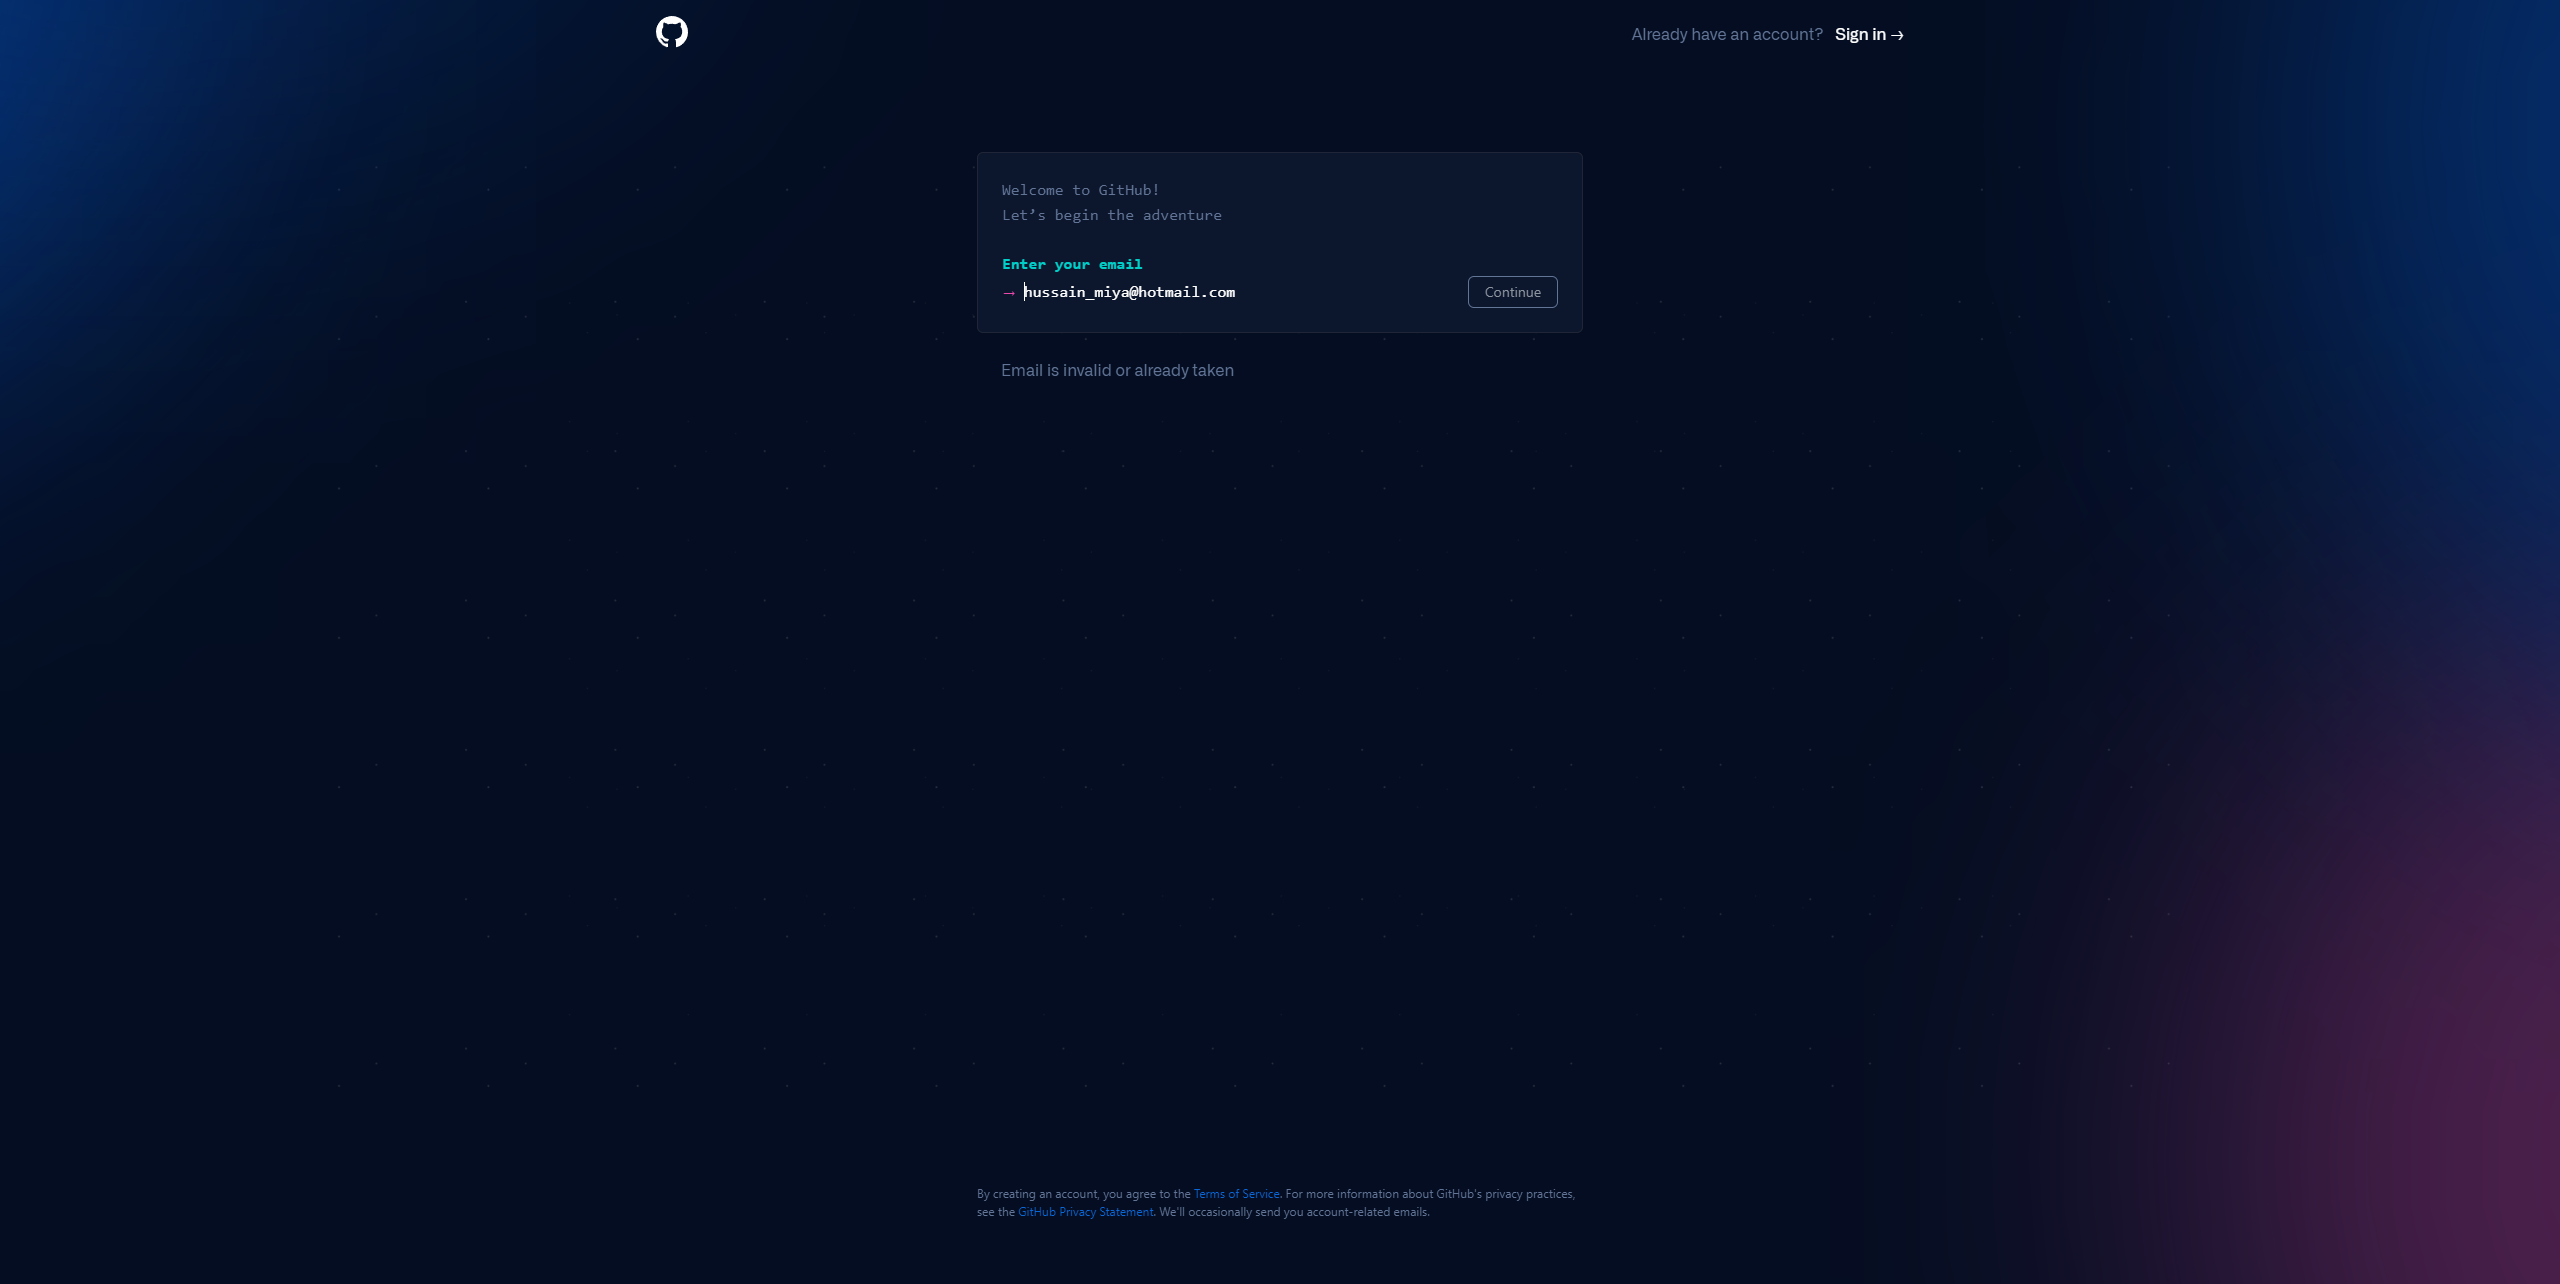 Already have an account? Sign in →
Welcome to GitHub!
Let’s begin the adventure
Enter your email
→ hussain_miya@hotmail.com
Continue
Email is invalid or already taken
By creating an account, you agree to the Terms of Service. For more information about GitHub's privacy practices,
see the GitHub Privacy Statement. We'll occasionally send you account-related emails.